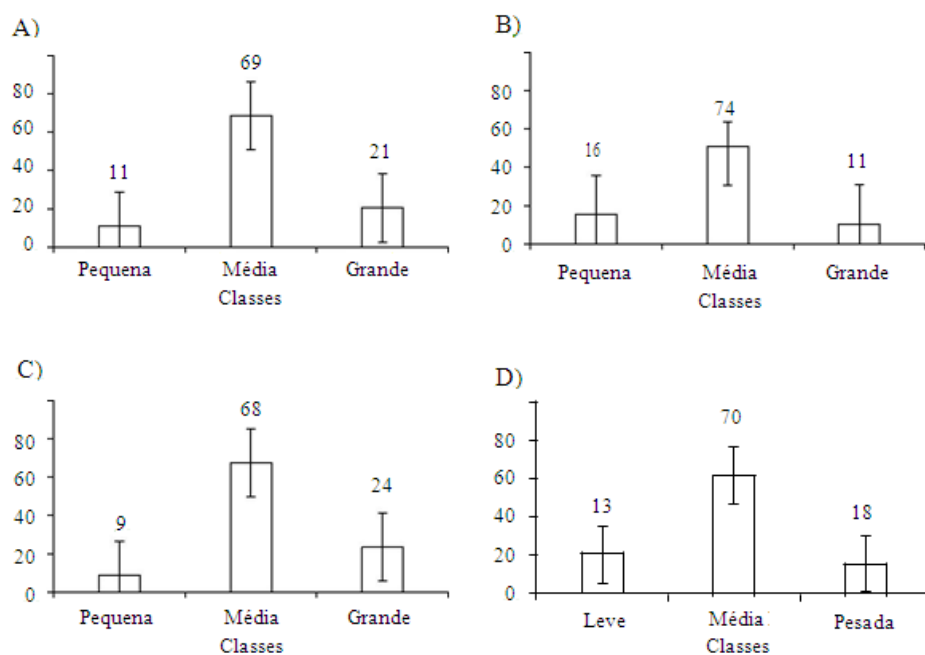 A)
69
80
60
40
20
0
11
21
Pequena Média Grande
Classes
B)
80
60
40
20
0
16
74
11
Pequena Média Grande
Classes
C)
68
80
60
40
20
0
9
24
Pequena Média Grande
Classes
D)
70
80
60
40
20
0
13
18
Leve Média Pesada
Classes